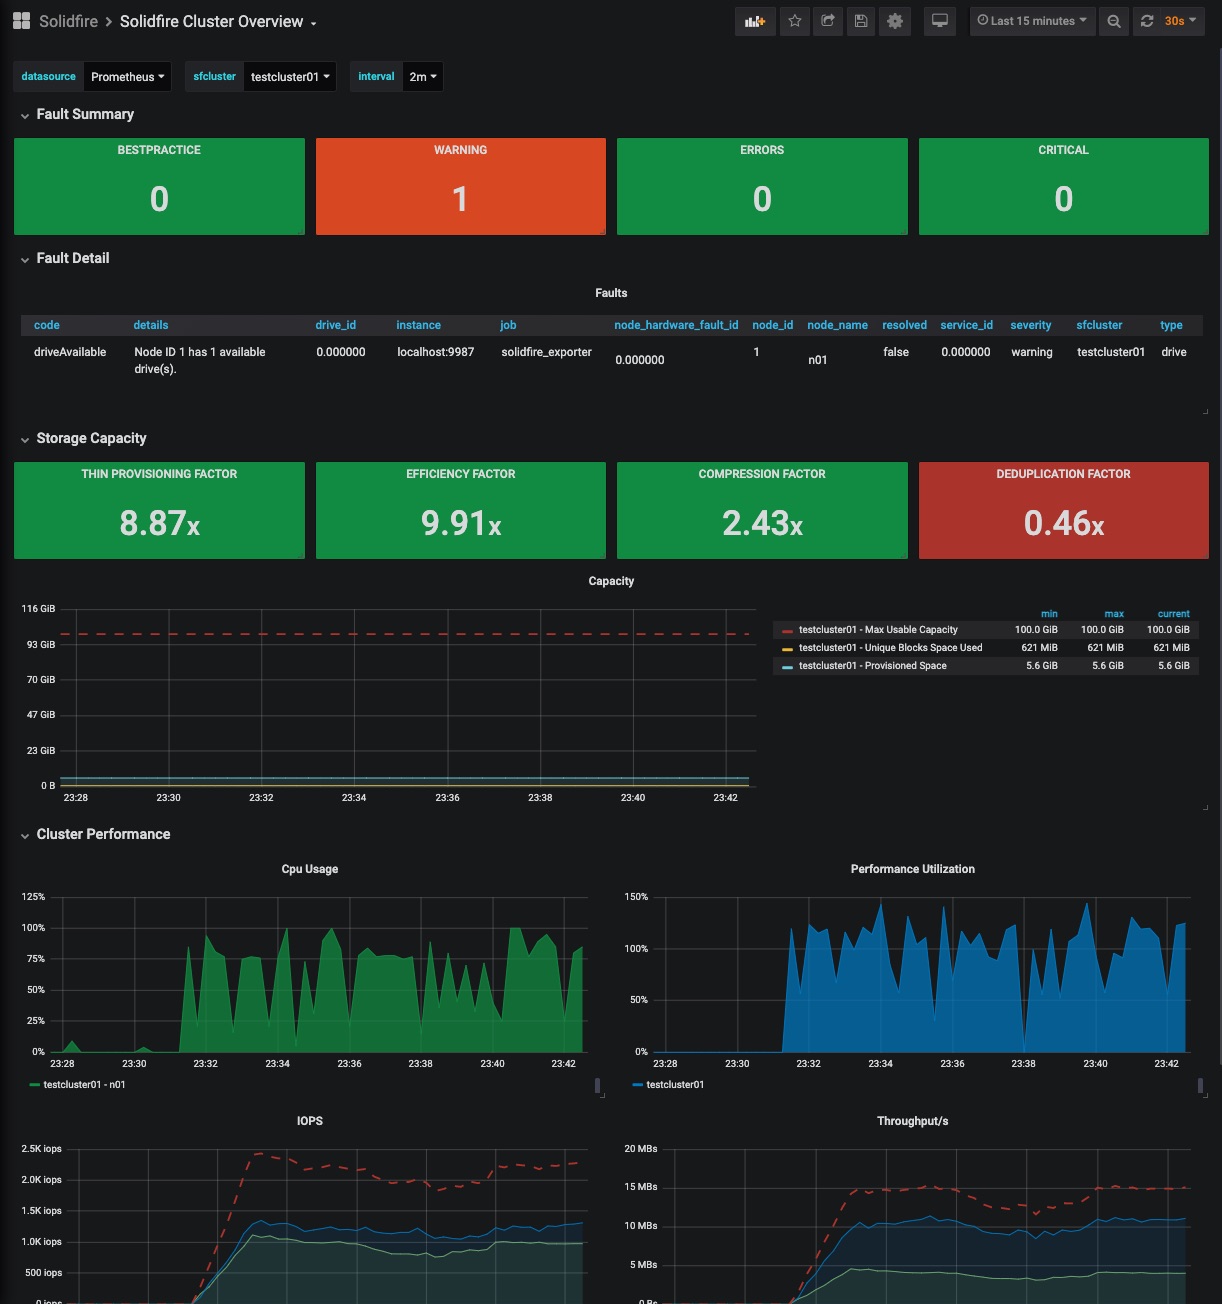 Solidfire > Solidfire Cluster Overview
Last 15 minutes
30s
datasource Prometheus sfcluster testcluster01 interval 2m
Fault Summary
BESTPRACTICE
0
WARNING
1
ERRORS
0
CRITICAL
0
Fault Detail
Faults
code details drive_id instance job node_hardware_fault_id node_id node_name resolved service_id severity sfcluster type
driveAvailable Node ID 1 has 1 available 0.000000 localhost:9987 solidfire_exporter 0.000000 1 n01 false 0.000000 warning testcluster01 drive
drive(s).
Storage Capacity
THIN PROVISIONING FACTOR
8.87x
EFFICIENCY FACTOR
9.91x
COMPRESSION FACTOR
2.43x
DEDUPLICATION FACTOR
0.46x
Capacity
116 GiB
93 GiB
70 GiB
47 GiB
23 GiB
0 B
23:28 23:30 23:32 23:34 23:36 23:38 23:40 23:42
min max current
testcluster01 - Max Usable Capacity 100.0 GiB 100.0 GiB 100.0 GiB
testcluster01 - Unique Blocks Space Used 621 MiB 621 MiB 621 MiB
testcluster01 - Provisioned Space 5.6 GiB 5.6 GiB 5.6 GiB
Cluster Performance
Cpu Usage
125%
100%
75%
50%
25%
0%
23:28 23:30 23:32 23:34 23:36 23:38 23:40 23:42
testcluster01 - n01
Performance Utilization
150%
100%
50%
0%
23:28 23:30 23:32 23:34 23:36 23:38 23:40 23:42
testcluster01
IOPS
2.5K iops
2.0K iops
1.5K iops
1.0K iops
500 iops
0 iops
Throughput/s
20 MBs
15 MBs
10 MBs
5 MBs
0 Bs